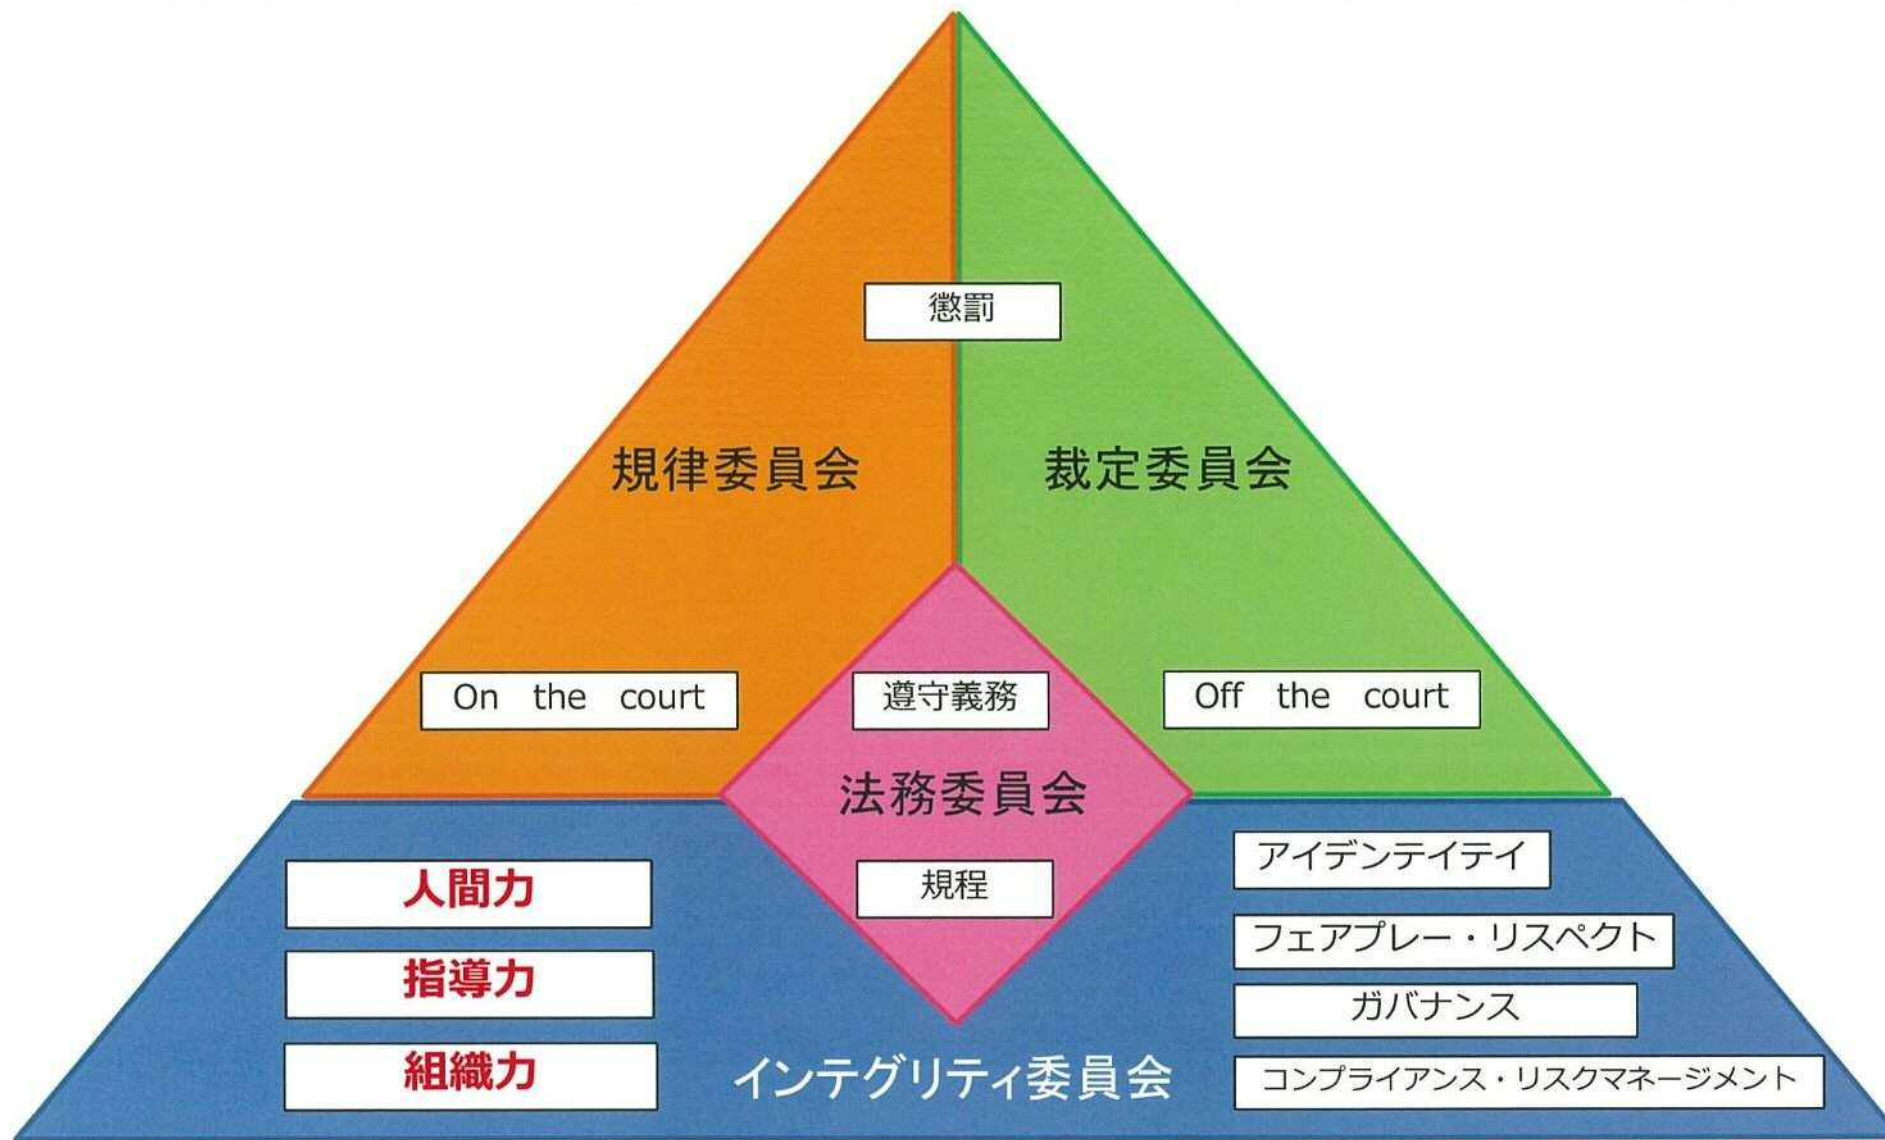 懲罰
規律委員会
裁定委員会
On the court
遵守義務
Off the court
法務委員会
規程
人間力
指導力
組織力
アイデンテイテイ
フェアプレー・リスペクト
ガバナンス
コンプライアンス・リスクマネージメント
インテグリティ委員会